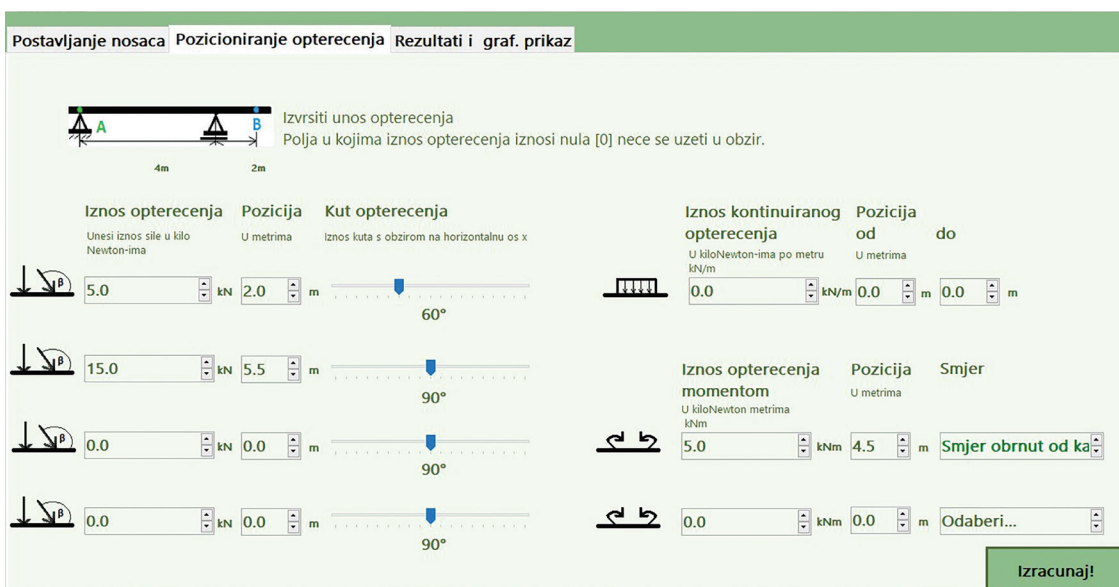 Postavljanje nosaca Pozicioniranje opterecenja Rezultati i graf. prikaz
A
B
4m
2m
Izvrsiti unos opterecenja
Polja u kojima iznos opterecenja iznosi nula [0] nece se uzeti u obzir.
Iznos opterecenja Pozicija Kut opterecenja
Unesi iznos sile u kilo
Newton-ima
U metrima
Iznos kuta s obzirom na horizontalnu os x
β 5.0 kN 2.0 m
60°
β 15.0 kN 5.5 m
90°
β 0.0 kN 0.0 m
90°
β 0.0 kN 0.0 m
90°
Iznos kontinuiranog
opterecenja
Pozicija
od do
U kiloNewton-ima po metru
kN/m
U metrima
0.0 kN/m 0.0 m 0.0 m
Iznos opterecenja
momentom
Pozicija
Smjer
U kiloNewton metrima
kNm
U metrima
5.0 kNm 4.5 m Smjer obrnut od ka
0.0 kNm 0.0 m Odaberi...
Izracunaj!